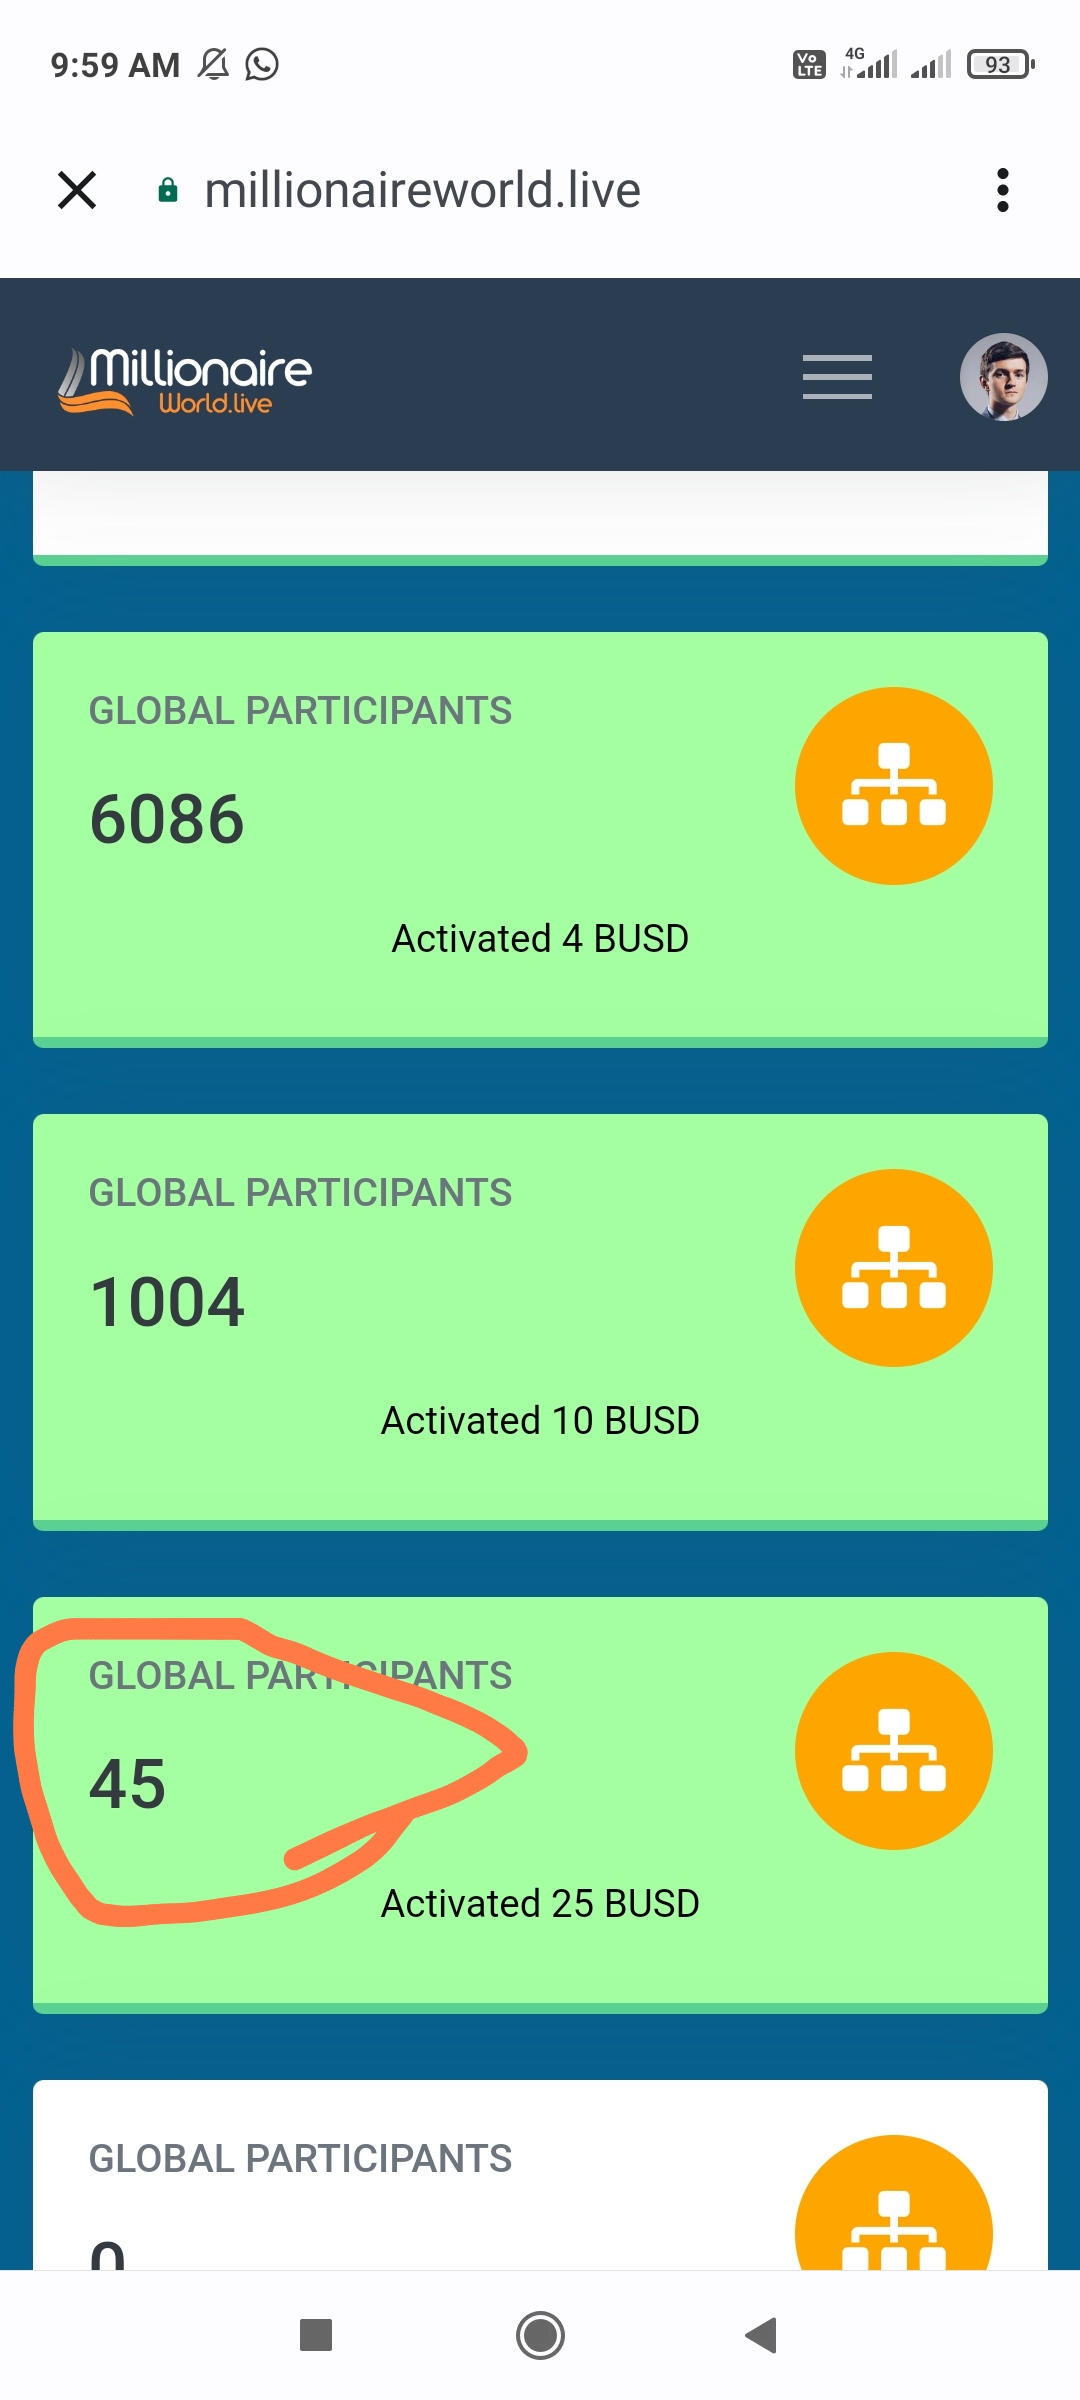 9:59 AM
Vo LTE
4G
93
millionaireworld.live
Millionaire
World.live
GLOBAL PARTICIPANTS
6086
Activated 4 BUSD
GLOBAL PARTICIPANTS
1004
Activated 10 BUSD
GLOBAL PARTICIPANTS
45
Activated 25 BUSD
GLOBAL PARTICIPANTS
0